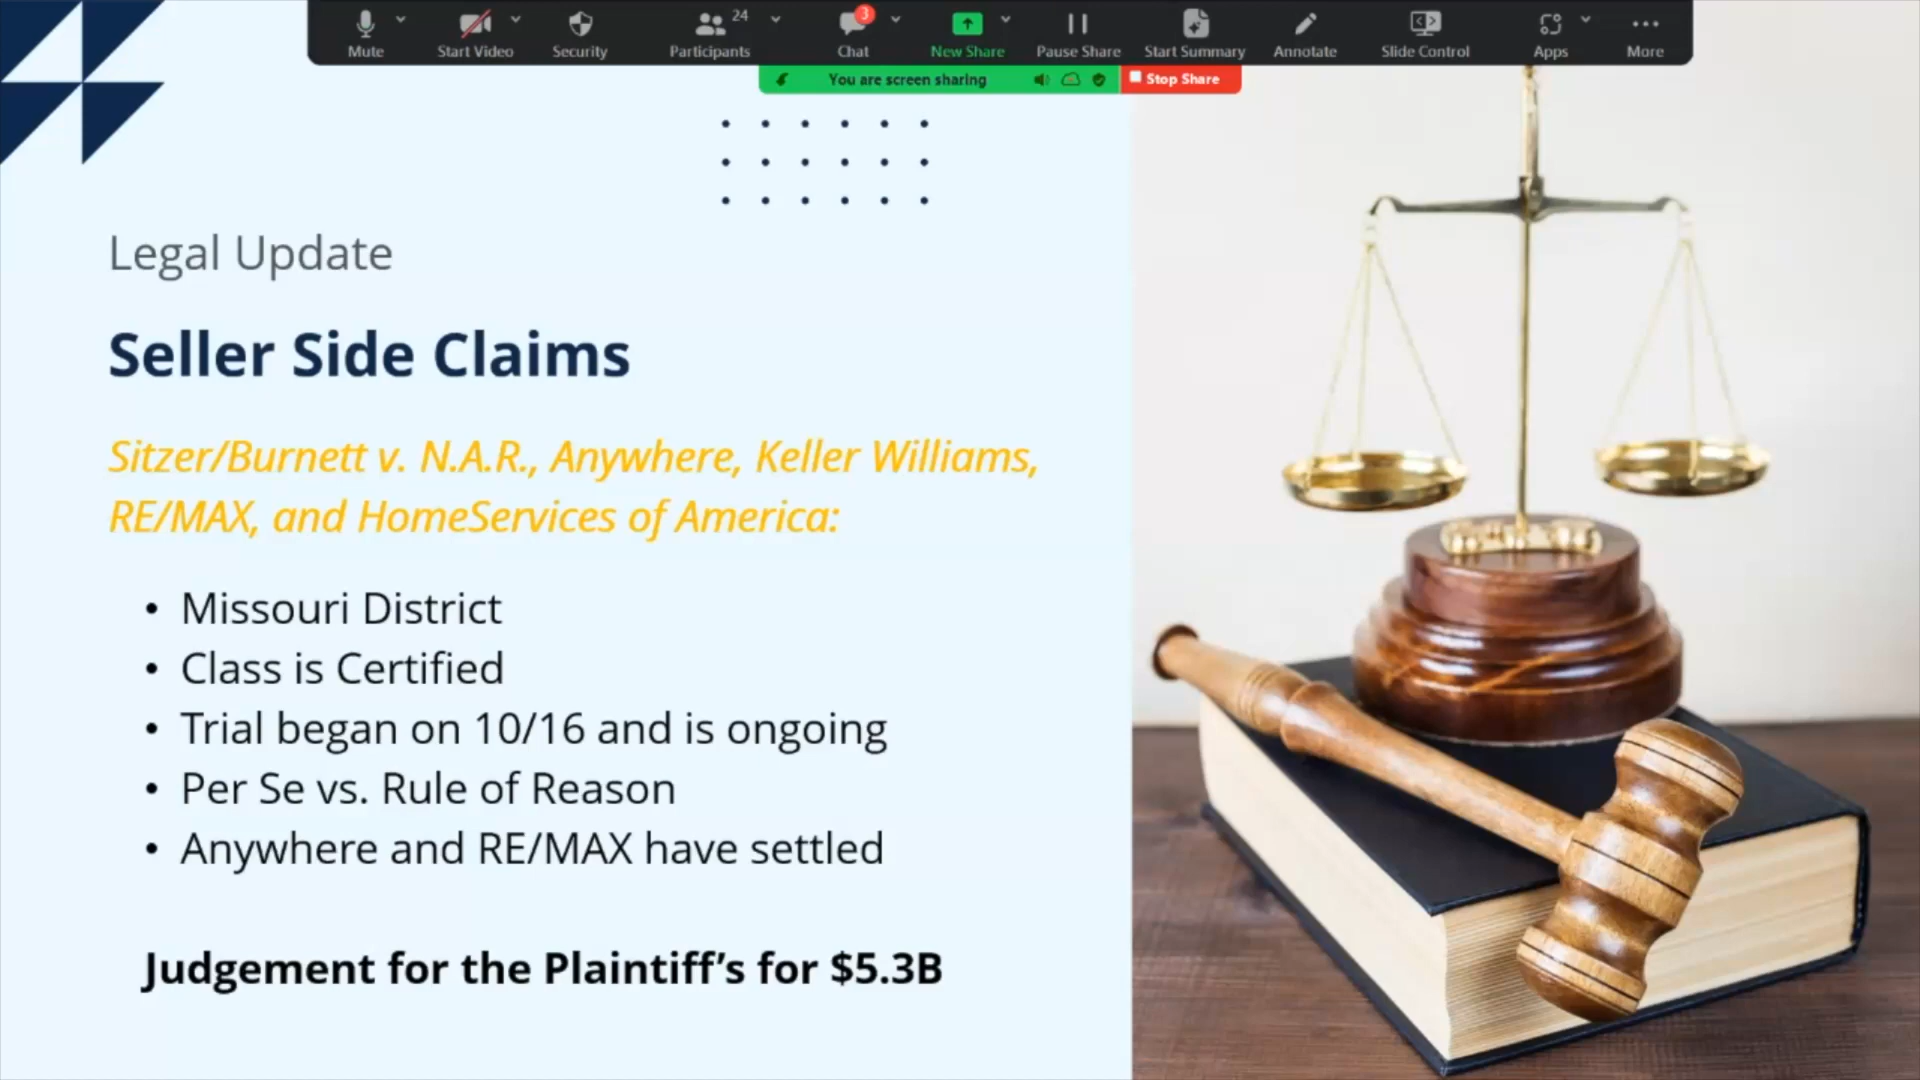 Mute
Start Video
Security
24
Participants
3
Chat
New Share
Pause Share
Start Summary
Annotate
Slide Control
Apps
More
You are screen sharing
Stop Share
Legal Update
Seller Side Claims
Sitzer/Burnett v. N.A.R., Anywhere, Keller Williams,
RE/MAX, and HomeServices of America:
• Missouri District
• Class is Certified
• Trial began on 10/16 and is ongoing
• Per Se vs. Rule of Reason
• Anywhere and RE/MAX have settled
Judgement for the Plaintiff’s for $5.3B